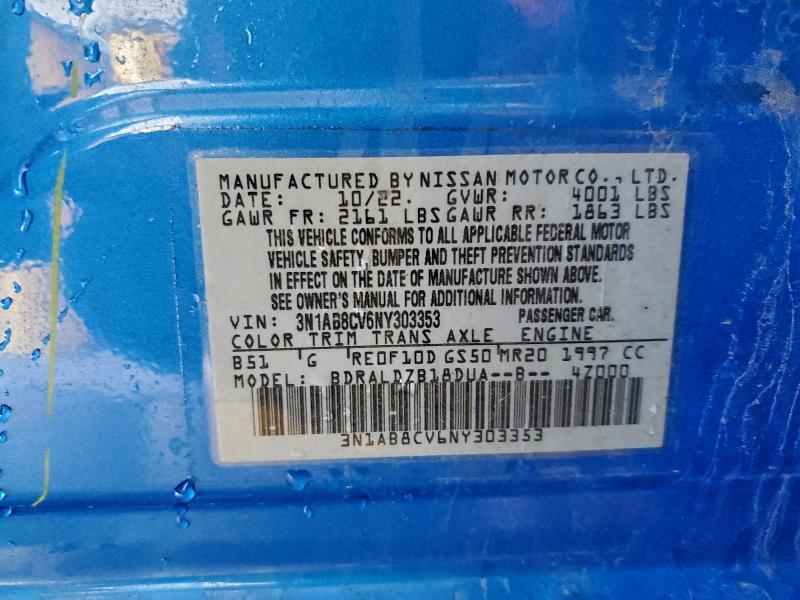 MANUFACTURED BY NISSAN MOTOR CO., LTD.
DATE: 10/22. GVWR: 4001 LBS
GAWR FR: 2161 LBS GAWR RR: 1863 LBS
THIS VEHICLE CONFORMS TO ALL APPLICABLE FEDERAL MOTOR
VEHICLE SAFETY, BUMPER AND THEFT PREVENTION STANDARDS
IN EFFECT ON THE DATE OF MANUFACTURE SHOWN ABOVE.
SEE OWNER'S MANUAL FOR ADDITIONAL INFORMATION.
VIN: 3N1AB8CV6NY303353 PASSENGER CAR.
COLOR TRIM TRANS AXLE ENGINE
B51 'G 'RE0F10D GS50'MR20 1997 CC
MODEL: BDRALDZB18DUA--B-- 4Z000
3N1AB8CV6NY303353